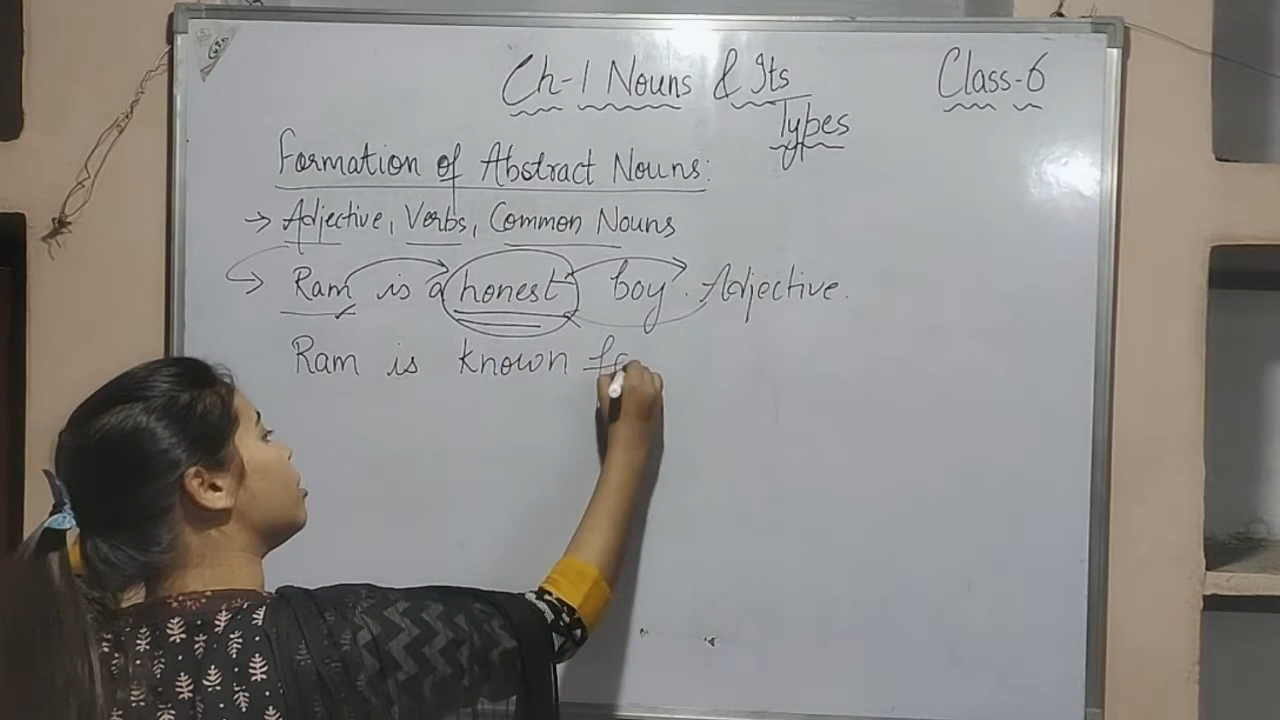 Ch-1 Nouns & Its Types
Class-6
Formation of Abstract Nouns:
→ Adjective, Verbs, Common Nouns
→ Ram is a honest boy. Adjective.
Ram is known fo